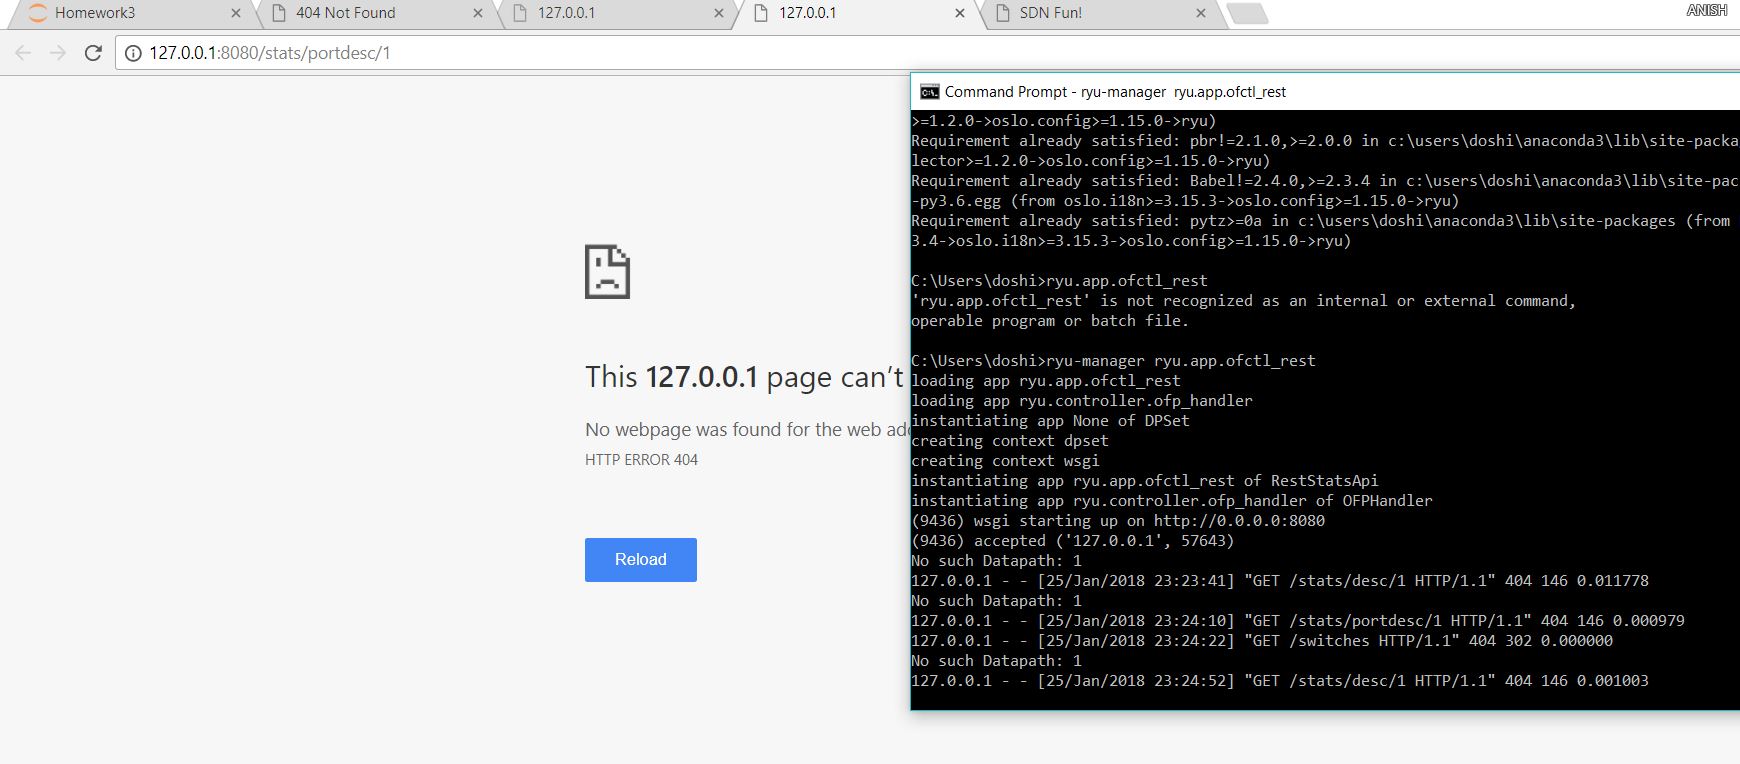 Homework3
404 Not Found
127.0.0.1
127.0.0.1
SDN Fun!
ANISH
127.0.0.1:8080/stats/portdesc/1
This 127.0.0.1 page can’t
No webpage was found for the web add
HTTP ERROR 404
Reload
Command Prompt - ryu-manager  ryu.app.ofctl_rest
>=1.2.0->oslo.config>=1.15.0->ryu)
Requirement already satisfied: pbr!=2.1.0,>=2.0.0 in c:\users\doshi\anaconda3\lib\site-packa
lector>=1.2.0->oslo.config>=1.15.0->ryu)
Requirement already satisfied: Babel!=2.4.0,>=2.3.4 in c:\users\doshi\anaconda3\lib\site-pac
-py3.6.egg (from oslo.i18n>=3.15.3->oslo.config>=1.15.0->ryu)
Requirement already satisfied: pytz>=0a in c:\users\doshi\anaconda3\lib\site-packages (from
3.4->oslo.i18n>=3.15.3->oslo.config>=1.15.0->ryu)
C:\Users\doshi>ryu.app.ofctl_rest
'ryu.app.ofctl_rest' is not recognized as an internal or external command,
operable program or batch file.
C:\Users\doshi>ryu-manager ryu.app.ofctl_rest
loading app ryu.app.ofctl_rest
loading app ryu.controller.ofp_handler
instantiating app None of DPSet
creating context dpset
creating context wsgi
instantiating app ryu.app.ofctl_rest of RestStatsApi
instantiating app ryu.controller.ofp_handler of OFPHandler
(9436) wsgi starting up on http://0.0.0.0:8080
(9436) accepted ('127.0.0.1', 57643)
No such Datapath: 1
127.0.0.1 - - [25/Jan/2018 23:23:41] "GET /stats/desc/1 HTTP/1.1" 404 146 0.011778
No such Datapath: 1
127.0.0.1 - - [25/Jan/2018 23:24:10] "GET /stats/portdesc/1 HTTP/1.1" 404 146 0.000979
127.0.0.1 - - [25/Jan/2018 23:24:22] "GET /switches HTTP/1.1" 404 302 0.000000
No such Datapath: 1
127.0.0.1 - - [25/Jan/2018 23:24:52] "GET /stats/desc/1 HTTP/1.1" 404 146 0.001003